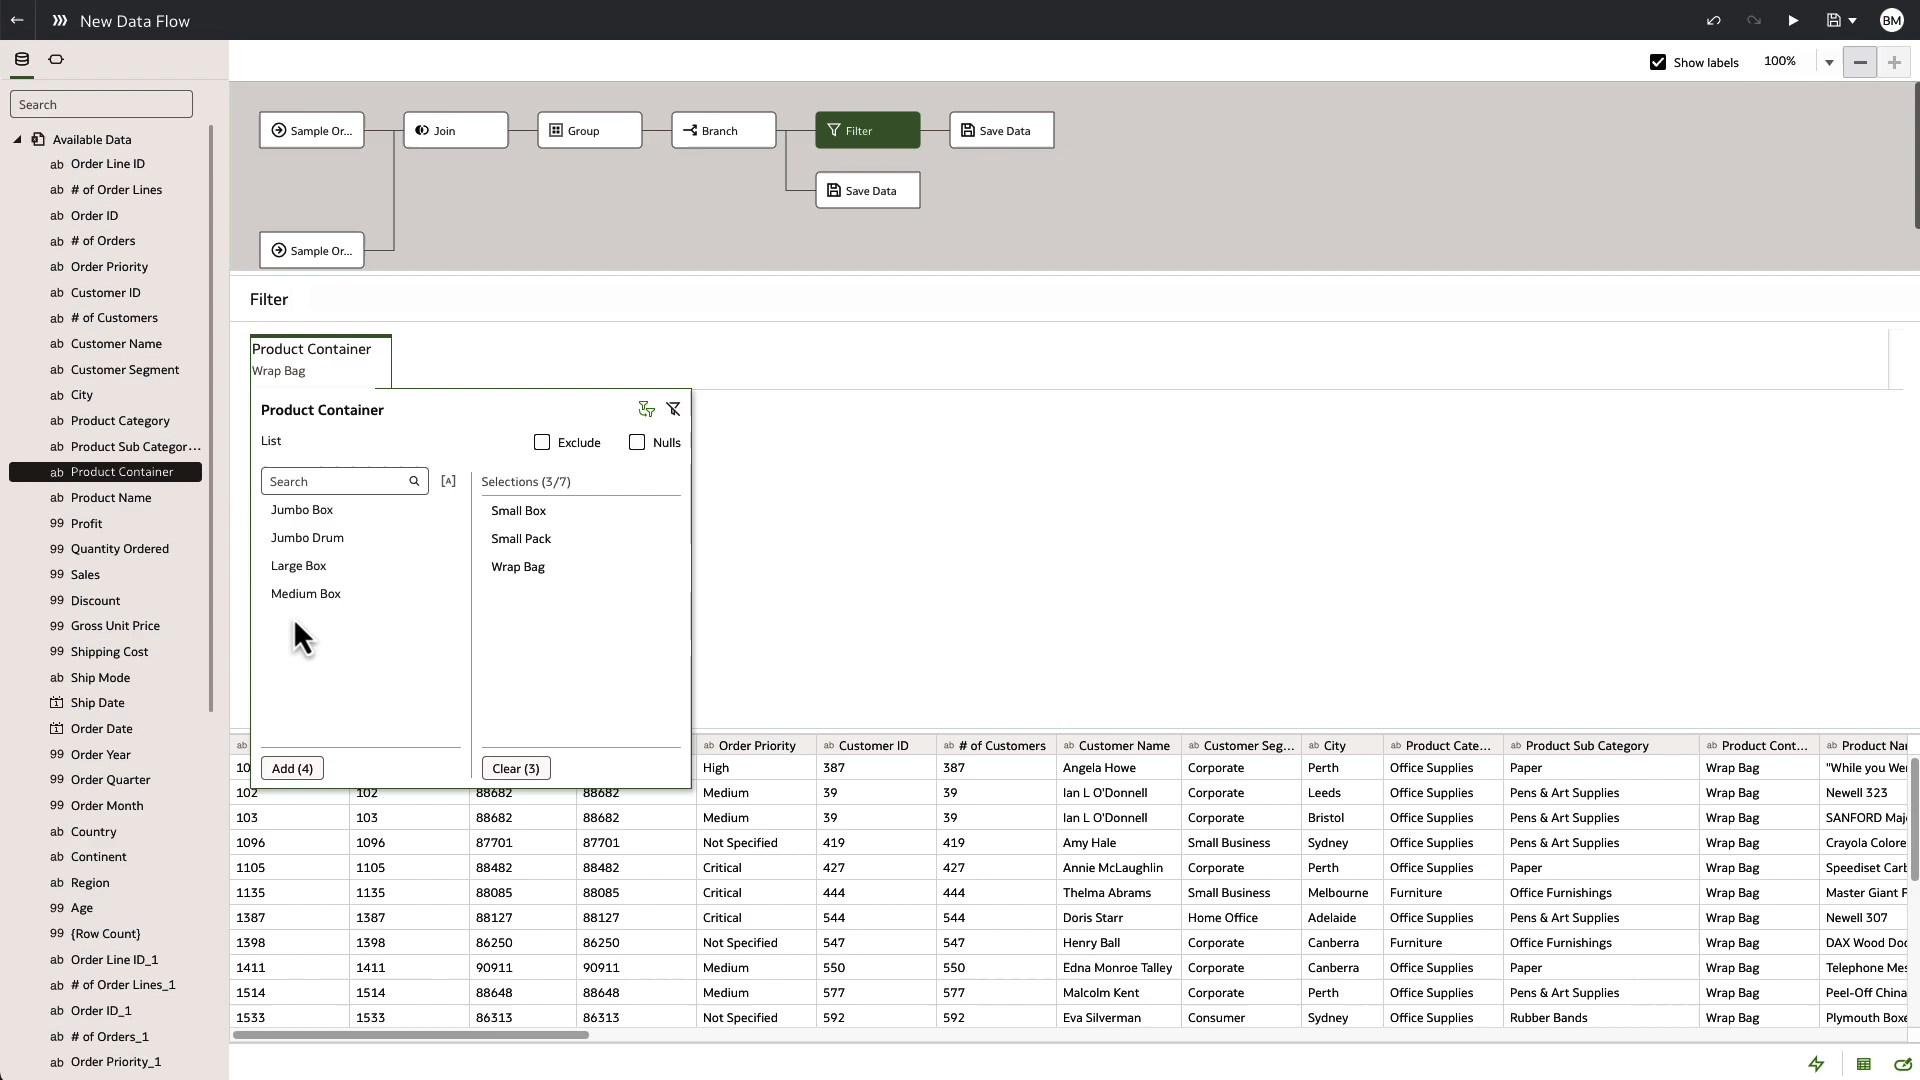 New Data Flow
BM
Show labels
100%
Search
Available Data
ab Order Line ID
ab # of Order Lines
ab Order ID
ab # of Orders
ab Order Priority
ab Customer ID
ab # of Customers
ab Customer Name
ab Customer Segment
ab City
ab Product Category
ab Product Sub Categor...
ab Product Container
ab Product Name
99 Profit
99 Quantity Ordered
99 Sales
99 Discount
99 Gross Unit Price
99 Shipping Cost
ab Ship Mode
Ship Date
Order Date
ab Order Year
ab Order Quarter
ab Order Month
ab Country
ab Continent
ab Region
99 Age
99 {Row Count}
ab Order Line ID_1
ab # of Order Lines_1
ab Order ID_1
ab # of Orders_1
ab Order Priority_1
Sample Or...
Join
Group
Branch
Filter
Save Data
Save Data
Sample Or...
Filter
Product Container
Wrap Bag
Product Container
List
Exclude
Nulls
Search
[A]
Selections (3/7)
Jumbo Box
Jumbo Drum
Large Box
Medium Box
Small Box
Small Pack
Wrap Bag
Add (4)
Clear (3)
ab ab Order Priority ab Customer ID ab # of Customers ab Customer Name ab Customer Seg... ab City ab Product Cate... ab Product Sub Category ab Product Cont... ab Product Na
10 High 387 387 Angela Howe Corporate Perth Office Supplies Paper Wrap Bag "While you We
102 102 88682 88682 Medium 39 39 Ian L O'Donnell Corporate Leeds Office Supplies Pens & Art Supplies Wrap Bag Newell 323
103 103 88682 88682 Medium 39 39 Ian L O'Donnell Corporate Bristol Office Supplies Pens & Art Supplies Wrap Bag SANFORD Maj
1096 1096 87701 87701 Not Specified 419 419 Amy Hale Small Business Sydney Office Supplies Pens & Art Supplies Wrap Bag Crayola Colore
1105 1105 88482 88482 Critical 427 427 Annie McLaughlin Corporate Perth Office Supplies Paper Wrap Bag Speediset Carb
1135 1135 88085 88085 Critical 444 444 Thelma Abrams Small Business Melbourne Furniture Office Furnishings Wrap Bag Master Giant F
1387 1387 88127 88127 Critical 544 544 Doris Starr Home Office Adelaide Office Supplies Pens & Art Supplies Wrap Bag Newell 307
1398 1398 86250 86250 Not Specified 547 547 Henry Ball Corporate Canberra Furniture Office Furnishings Wrap Bag DAX Wood Doc
1411 1411 90911 90911 Medium 550 550 Edna Monroe Talley Corporate Canberra Office Supplies Paper Wrap Bag Telephone Mes
1514 1514 88648 88648 Medium 577 577 Malcolm Kent Corporate Perth Office Supplies Pens & Art Supplies Wrap Bag Peel-Off China
1533 1533 86313 86313 Not Specified 592 592 Eva Silverman Consumer Sydney Office Supplies Rubber Bands Wrap Bag Plymouth Boxe